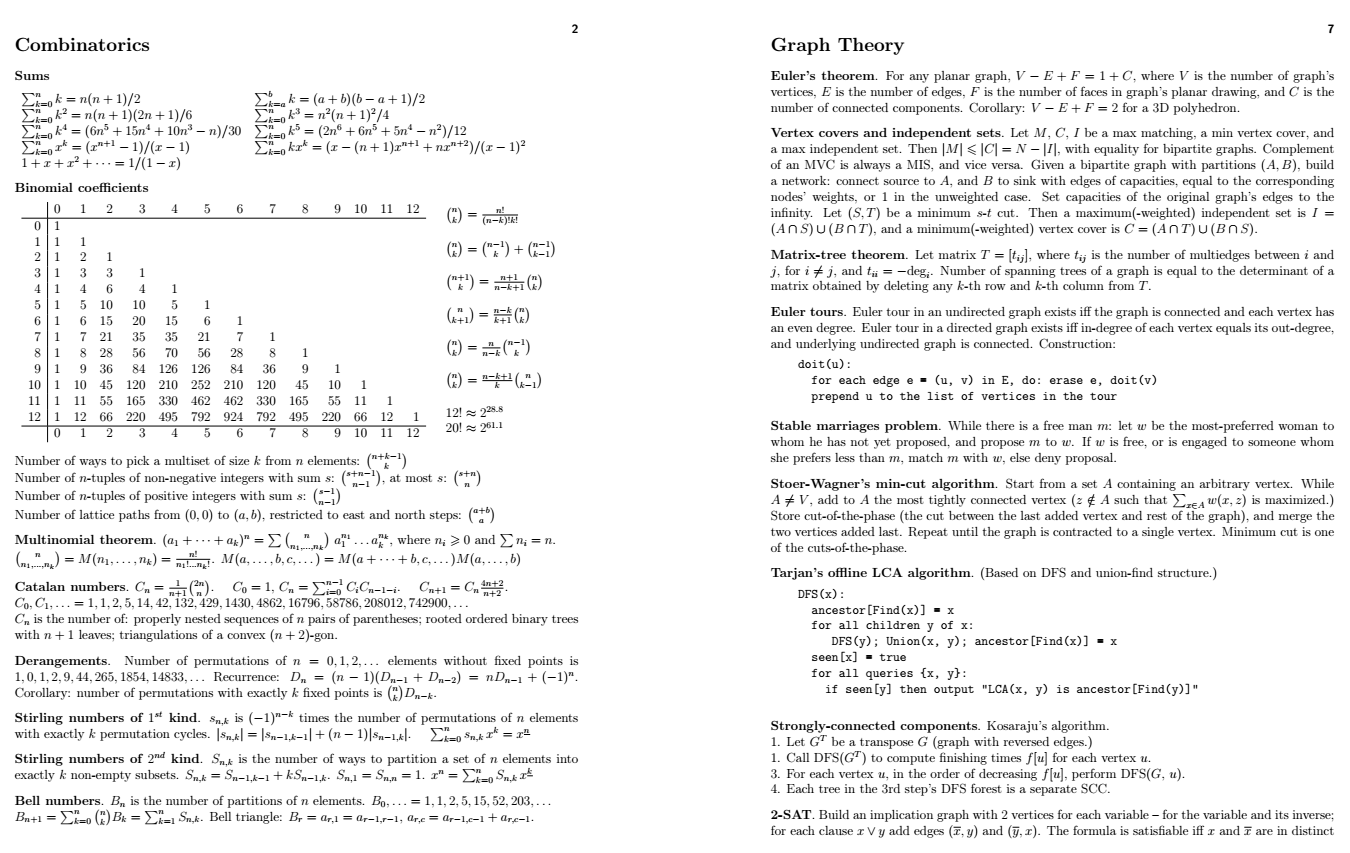 2
Combinatorics
Sums
∑ⁿₖ₌₀ k = n(n + 1)/2    ∑ᵇₖ₌ₐ k = (a + b)(b − a + 1)/2
∑ⁿₖ₌₀ k² = n(n + 1)(2n + 1)/6    ∑ⁿₖ₌₀ k³ = n²(n + 1)²/4
∑ⁿₖ₌₀ k⁴ = (6n⁵ + 15n⁴ + 10n³ − n)/30    ∑ⁿₖ₌₀ k⁵ = (2n⁶ + 6n⁵ + 5n⁴ − n²)/12
∑ⁿₖ₌₀ xᵏ = (xⁿ⁺¹ − 1)/(x − 1)    ∑ⁿₖ₌₀ kxᵏ = (x − (n + 1)xⁿ⁺¹ + nxⁿ⁺²)/(x − 1)²
1 + x + x² + ··· = 1/(1 − x)
Binomial coefficients
0 1 2 3 4 5 6 7 8 9 10 11 12
0 1
1 1 1
2 1 2 1
3 1 3 3 1
4 1 4 6 4 1
5 1 5 10 10 5 1
6 1 6 15 20 15 6 1
7 1 7 21 35 35 21 7 1
8 1 8 28 56 70 56 28 8 1
9 1 9 36 84 126 126 84 36 9 1
10 1 10 45 120 210 252 210 120 45 10 1
11 1 11 55 165 330 462 462 330 165 55 11 1
12 1 12 66 220 495 792 924 792 495 220 66 12 1
0 1 2 3 4 5 6 7 8 9 10 11 12
(n k) = n!/((n−k)!k!)
(n k) = (n−1 k) + (n−1 k−1)
(n+1 k) = (n+1)/(n−k+1) (n k)
(n k+1) = (n−k)/(k+1) (n k)
(n k) = n/(n−k) (n−1 k)
(n k) = (n−k+1)/k (n k−1)
12! ≈ 2^28.8
20! ≈ 2^61.1
Number of ways to pick a multiset of size k from n elements: (n+k−1 k)
Number of n-tuples of non-negative integers with sum s: (s+n−1 n−1), at most s: (s+n n)
Number of n-tuples of positive integers with sum s: (s−1 n−1)
Number of lattice paths from (0, 0) to (a, b), restricted to east and north steps: (a+b a)
Multinomial theorem. (a₁ + ··· + aₖ)ⁿ = ∑ (n n₁,...,nₖ) a₁^n₁ ... aₖ^nₖ, where nᵢ ⩾ 0 and ∑ nᵢ = n.
(n n₁,...,nₖ) = M(n₁, ..., nₖ) = n!/(n₁!...nₖ!). M(a, ..., b, c, ...) = M(a + ··· + b, c, ...)M(a, ..., b)
Catalan numbers. Cₙ = 1/(n+1) (2n n). C₀ = 1, Cₙ = ∑ⁿ⁻¹ᵢ₌₀ CᵢCₙ₋₁₋ᵢ. Cₙ₊₁ = Cₙ (4n+2)/(n+2).
C₀, C₁, ... = 1, 1, 2, 5, 14, 42, 132, 429, 1430, 4862, 16796, 58786, 208012, 742900, ...
Cₙ is the number of: properly nested sequences of n pairs of parentheses; rooted ordered binary trees
with n + 1 leaves; triangulations of a convex (n + 2)-gon.
Derangements. Number of permutations of n = 0, 1, 2, ... elements without fixed points is
1, 0, 1, 2, 9, 44, 265, 1854, 14833, ... Recurrence: Dₙ = (n − 1)(Dₙ₋₁ + Dₙ₋₂) = nDₙ₋₁ + (−1)ⁿ.
Corollary: number of permutations with exactly k fixed points is (n k)Dₙ₋ₖ.
Stirling numbers of 1ˢᵗ kind. sₙ,ₖ is (−1)ⁿ⁻ᵏ times the number of permutations of n elements
with exactly k permutation cycles. |sₙ,ₖ| = |sₙ₋₁,ₖ₋₁| + (n − 1)|sₙ₋₁,ₖ|. ∑ⁿₖ₌₀ sₙ,ₖ xᵏ = x^n̲
Stirling numbers of 2ⁿᵈ kind. Sₙ,ₖ is the number of ways to partition a set of n elements into
exactly k non-empty subsets. Sₙ,ₖ = Sₙ₋₁,ₖ₋₁ + kSₙ₋₁,ₖ. Sₙ,₁ = Sₙ,ₙ = 1. xⁿ = ∑ⁿₖ₌₀ Sₙ,ₖ x^k̲
Bell numbers. Bₙ is the number of partitions of n elements. B₀, ... = 1, 1, 2, 5, 15, 52, 203, ...
Bₙ₊₁ = ∑ⁿₖ₌₀ (n k)Bₖ = ∑ⁿₖ₌₁ Sₙ,ₖ. Bell triangle: Bᵣ = aᵣ,₁ = aᵣ₋₁,ᵣ₋₁, a_r,c = a_r−1,c−1 + a_r,c−1.
7
Graph Theory
Euler's theorem. For any planar graph, V − E + F = 1 + C, where V is the number of graph's
vertices, E is the number of edges, F is the number of faces in graph's planar drawing, and C is the
number of connected components. Corollary: V − E + F = 2 for a 3D polyhedron.
Vertex covers and independent sets. Let M, C, I be a max matching, a min vertex cover, and
a max independent set. Then |M| ⩽ |C| = N − |I|, with equality for bipartite graphs. Complement
of an MVC is always a MIS, and vice versa. Given a bipartite graph with partitions (A, B), build
a network: connect source to A, and B to sink with edges of capacities, equal to the corresponding
nodes' weights, or 1 in the unweighted case. Set capacities of the original graph's edges to the
infinity. Let (S, T) be a minimum s-t cut. Then a maximum(-weighted) independent set is I =
(A ∩ S) ∪ (B ∩ T), and a minimum(-weighted) vertex cover is C = (A ∩ T) ∪ (B ∩ S).
Matrix-tree theorem. Let matrix T = [tᵢⱼ], where tᵢⱼ is the number of multiedges between i and
j, for i ≠ j, and tᵢᵢ = −degᵢ. Number of spanning trees of a graph is equal to the determinant of a
matrix obtained by deleting any k-th row and k-th column from T.
Euler tours. Euler tour in an undirected graph exists iff the graph is connected and each vertex has
an even degree. Euler tour in a directed graph exists iff in-degree of each vertex equals its out-degree,
and underlying undirected graph is connected. Construction:
doit(u):
for each edge e = (u, v) in E, do: erase e, doit(v)
prepend u to the list of vertices in the tour
Stable marriages problem. While there is a free man m: let w be the most-preferred woman to
whom he has not yet proposed, and propose m to w. If w is free, or is engaged to someone whom
she prefers less than m, match m with w, else deny proposal.
Stoer-Wagner's min-cut algorithm. Start from a set A containing an arbitrary vertex. While
A ≠ V, add to A the most tightly connected vertex (z ∉ A such that ∑ₓ∈A w(x, z) is maximized.)
Store cut-of-the-phase (the cut between the last added vertex and rest of the graph), and merge the
two vertices added last. Repeat until the graph is contracted to a single vertex. Minimum cut is one
of the cuts-of-the-phase.
Tarjan's offline LCA algorithm. (Based on DFS and union-find structure.)
DFS(x):
ancestor[Find(x)] = x
for all children y of x:
DFS(y); Union(x, y); ancestor[Find(x)] = x
seen[x] = true
for all queries {x, y}:
if seen[y] then output "LCA(x, y) is ancestor[Find(y)]"
Strongly-connected components. Kosaraju's algorithm.
1. Let Gᵀ be a transpose G (graph with reversed edges.)
1. Call DFS(Gᵀ) to compute finishing times f[u] for each vertex u.
3. For each vertex u, in the order of decreasing f[u], perform DFS(G, u).
4. Each tree in the 3rd step's DFS forest is a separate SCC.
2-SAT. Build an implication graph with 2 vertices for each variable – for the variable and its inverse;
for each clause x ∨ y add edges (x̅, y) and (y̅, x). The formula is satisfiable iff x and x̅ are in distinct